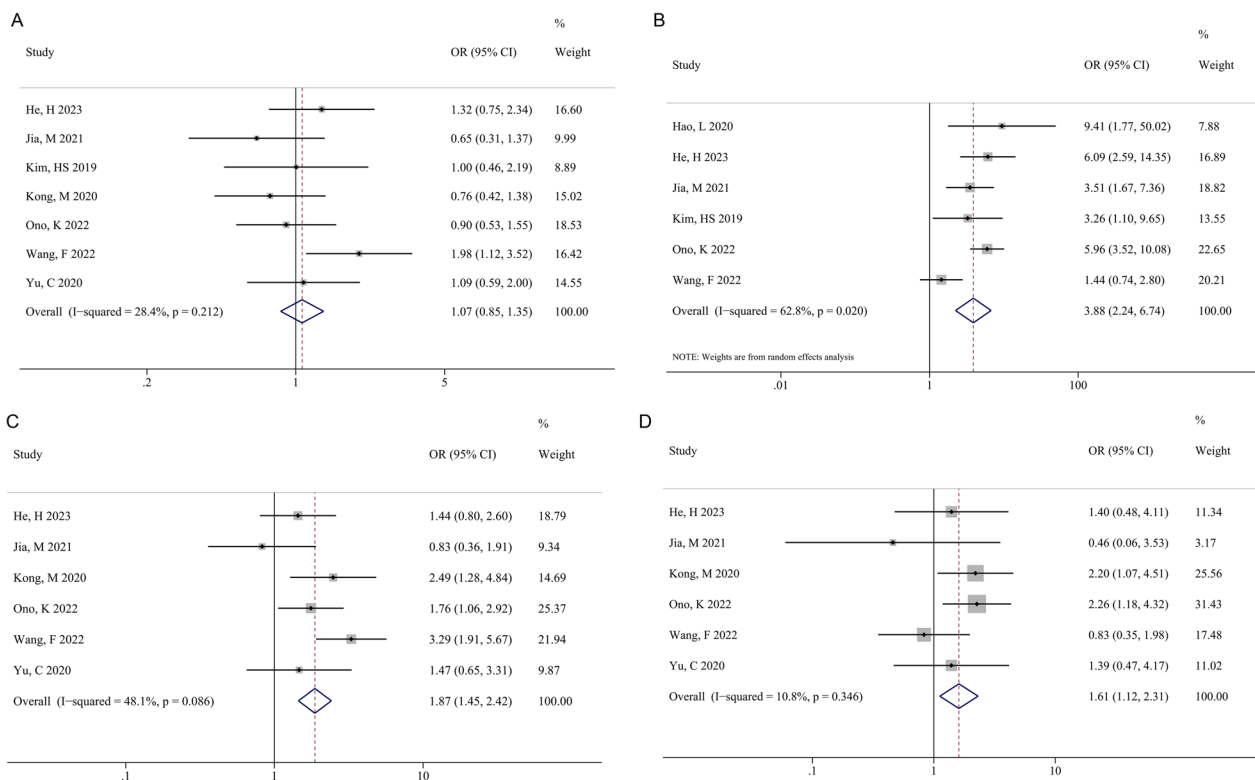 A
%
Study OR (95% CI) Weight
He, H 2023 1.32 (0.75, 2.34) 16.60
Jia, M 2021 0.65 (0.31, 1.37) 9.99
Kim, HS 2019 1.00 (0.46, 2.19) 8.89
Kong, M 2020 0.76 (0.42, 1.38) 15.02
Ono, K 2022 0.90 (0.53, 1.55) 18.53
Wang, F 2022 1.98 (1.12, 3.52) 16.42
Yu, C 2020 1.09 (0.59, 2.00) 14.55
Overall (I−squared = 28.4%, p = 0.212) 1.07 (0.85, 1.35) 100.00
.2 1 5
B
%
Study OR (95% CI) Weight
Hao, L 2020 9.41 (1.77, 50.02) 7.88
He, H 2023 6.09 (2.59, 14.35) 16.89
Jia, M 2021 3.51 (1.67, 7.36) 18.82
Kim, HS 2019 3.26 (1.10, 9.65) 13.55
Ono, K 2022 5.96 (3.52, 10.08) 22.65
Wang, F 2022 1.44 (0.74, 2.80) 20.21
Overall (I−squared = 62.8%, p = 0.020) 3.88 (2.24, 6.74) 100.00
NOTE: Weights are from random effects analysis
.01 1 100
C
%
Study OR (95% CI) Weight
He, H 2023 1.44 (0.80, 2.60) 18.79
Jia, M 2021 0.83 (0.36, 1.91) 9.34
Kong, M 2020 2.49 (1.28, 4.84) 14.69
Ono, K 2022 1.76 (1.06, 2.92) 25.37
Wang, F 2022 3.29 (1.91, 5.67) 21.94
Yu, C 2020 1.47 (0.65, 3.31) 9.87
Overall (I−squared = 48.1%, p = 0.086) 1.87 (1.45, 2.42) 100.00
.1 1 10
D
%
Study OR (95% CI) Weight
He, H 2023 1.40 (0.48, 4.11) 11.34
Jia, M 2021 0.46 (0.06, 3.53) 3.17
Kong, M 2020 2.20 (1.07, 4.51) 25.56
Ono, K 2022 2.26 (1.18, 4.32) 31.43
Wang, F 2022 0.83 (0.35, 1.98) 17.48
Yu, C 2020 1.39 (0.47, 4.17) 11.02
Overall (I−squared = 10.8%, p = 0.346) 1.61 (1.12, 2.31) 100.00
.1 1 10